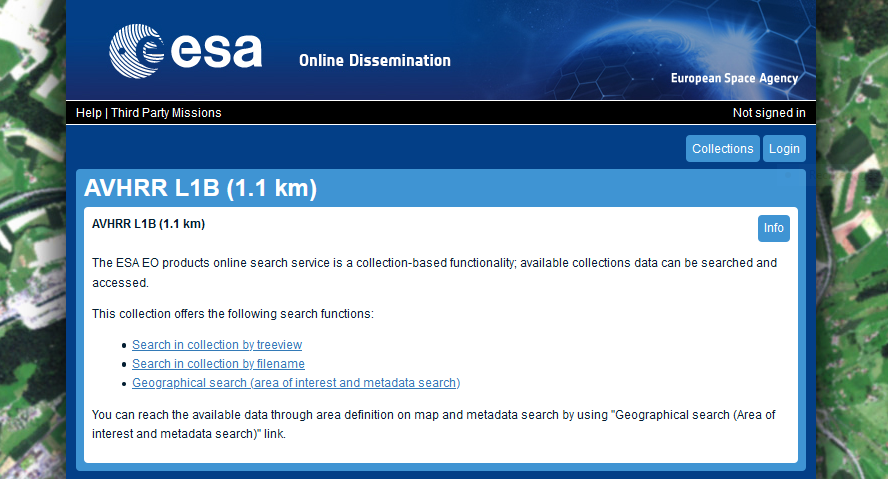 esa
Online Dissemination
European Space Agency
Help | Third Party Missions
Not signed in
Collections
Login
AVHRR L1B (1.1 km)
AVHRR L1B (1.1 km)
Info
The ESA EO products online search service is a collection-based functionality; available collections data can be searched and
accessed.
This collection offers the following search functions:
Search in collection by treeview
Search in collection by filename
Geographical search (area of interest and metadata search)
You can reach the available data through area definition on map and metadata search by using "Geographical search (Area of
interest and metadata search)" link.